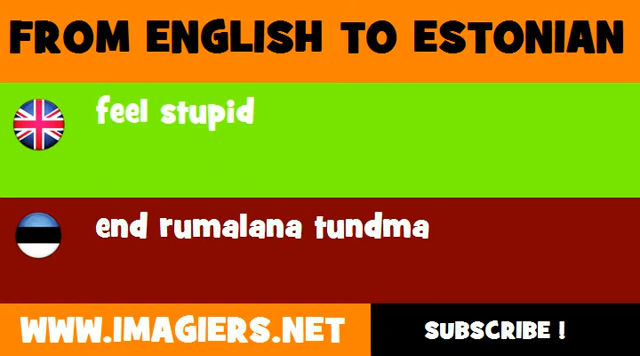 FROM ENGLISH TO ESTONIAN
feel stupid
end rumalana tundma
WWW.IMAGIERS.NET
SUBSCRIBE !